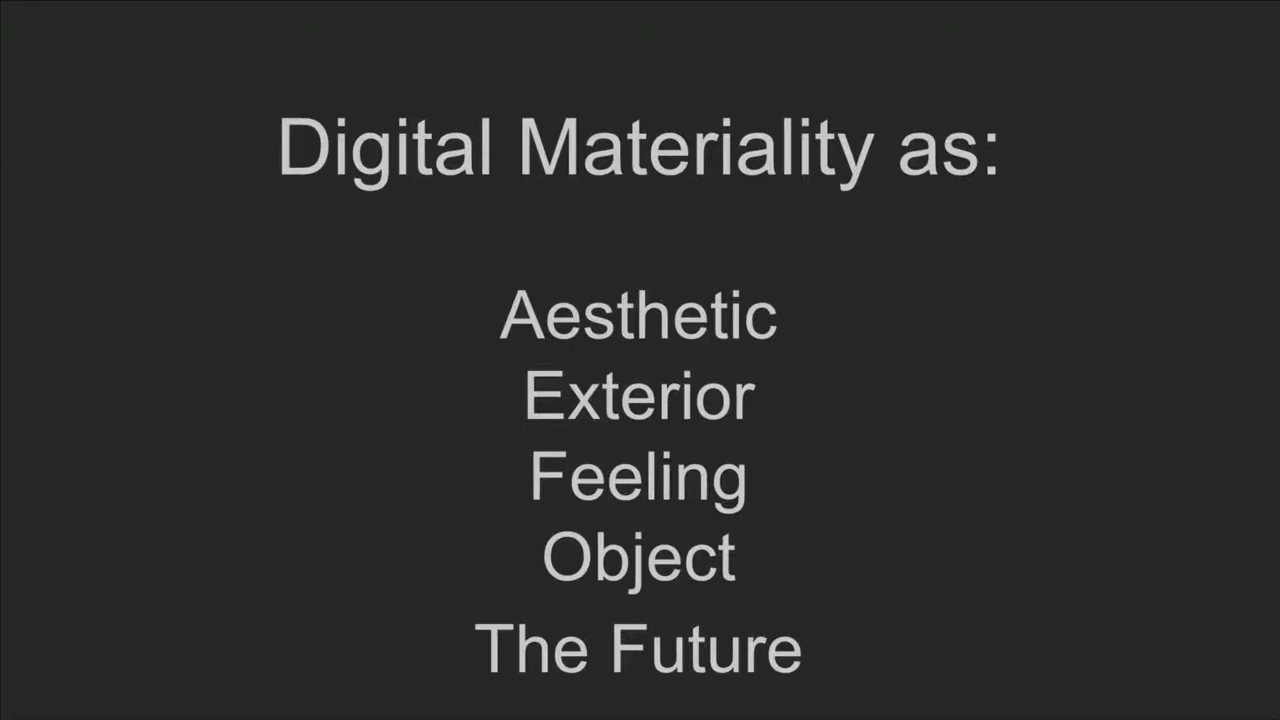 Digital Materiality as:
Aesthetic
Exterior
Feeling
Object
The Future